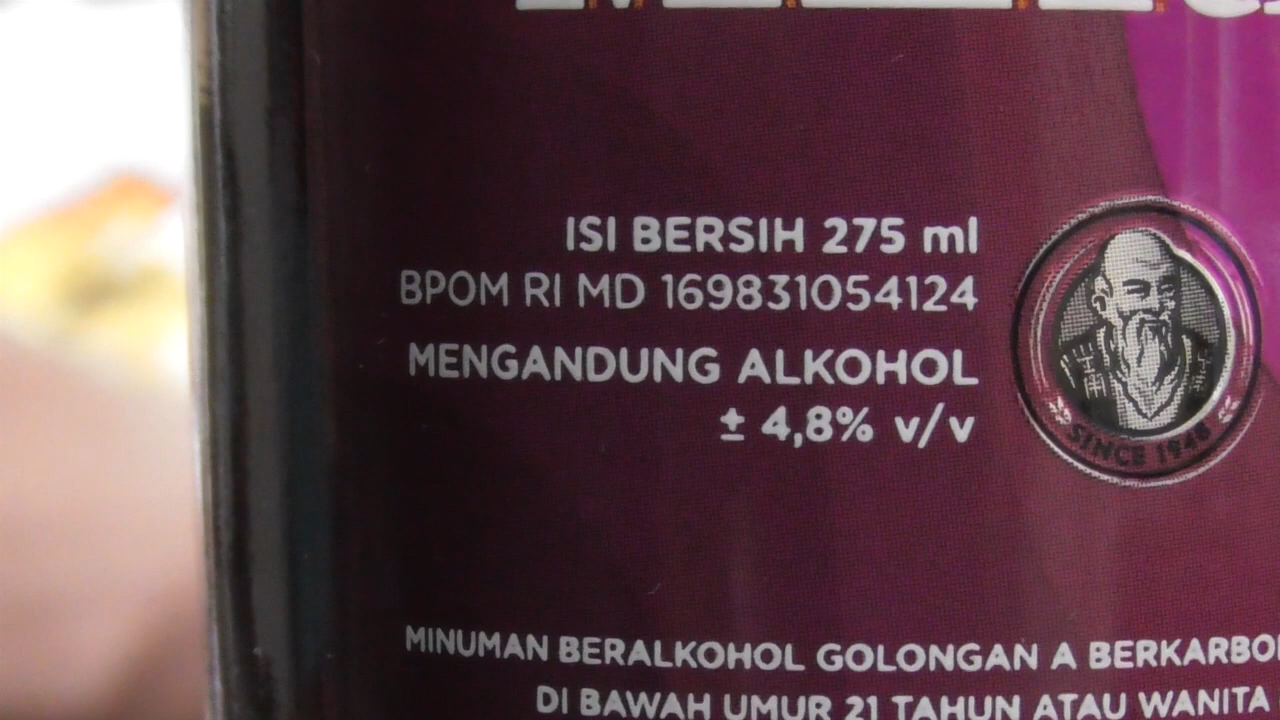 ISI BERSIH 275 ml
BPOM RI MD 169831054124
MENGANDUNG ALKOHOL
± 4,8% v/v
SINCE 1948
MINUMAN BERALKOHOL GOLONGAN A
DI BAWAH UMUR 21 TAHUN ATAU WANITA